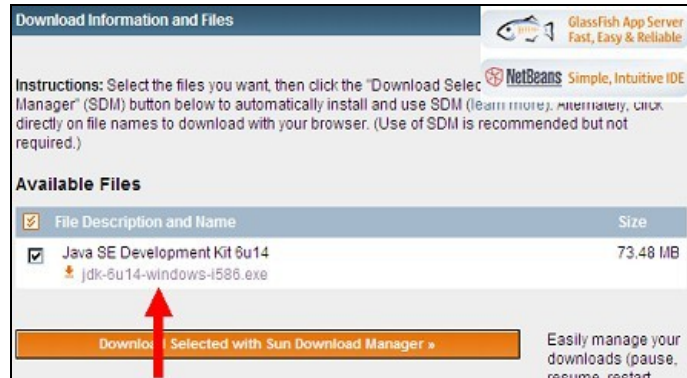 Download Information and Files
GlassFish App Server
Fast, Easy & Reliable
NetBeans Simple, Intuitive IDE
Instructions: Select the files you want, then click the "Download Selec
Manager" (SDM) button below to automatically install and use SDM (learn more). Alternately, click
directly on file names to download with your browser. (Use of SDM is recommended but not
required.)
Available Files
File Description and Name Size
Java SE Development Kit 6u14 73.48 MB
jdk-6u14-windows-i586.exe
Download Selected with Sun Download Manager »
Easily manage your
downloads (pause,
resume, restart